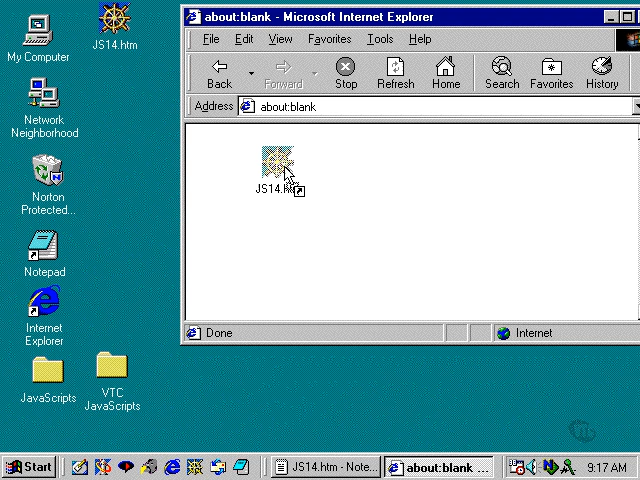 My Computer
JS14.htm
Network
Neighborhood
Norton
Protected...
Notepad
Internet
Explorer
JavaScripts
VTC
JavaScripts
about:blank - Microsoft Internet Explorer
File Edit View Favorites Tools Help
Back Forward Stop Refresh Home Search Favorites History
Address about:blank
Done
Internet
Start
JS14.htm - Note...
about:blank ...
9:17 AM